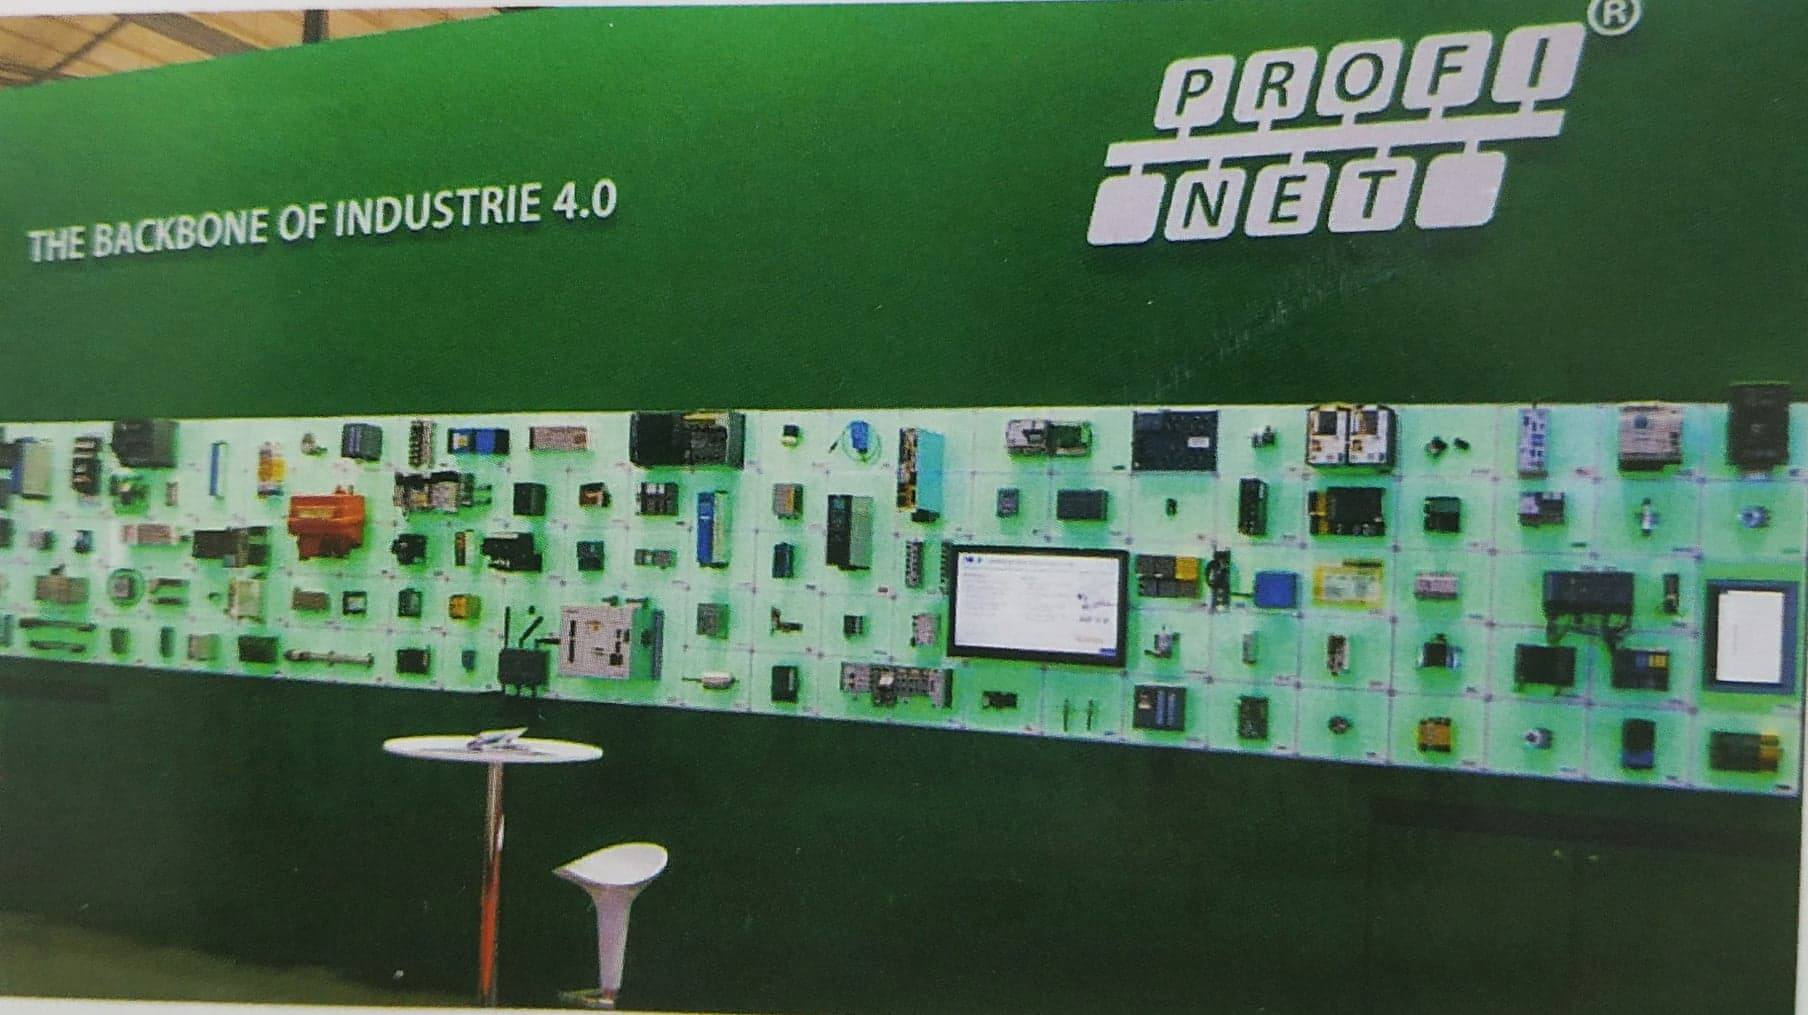 THE BACKBONE OF INDUSTRIE 4.0
PROFI®
NET